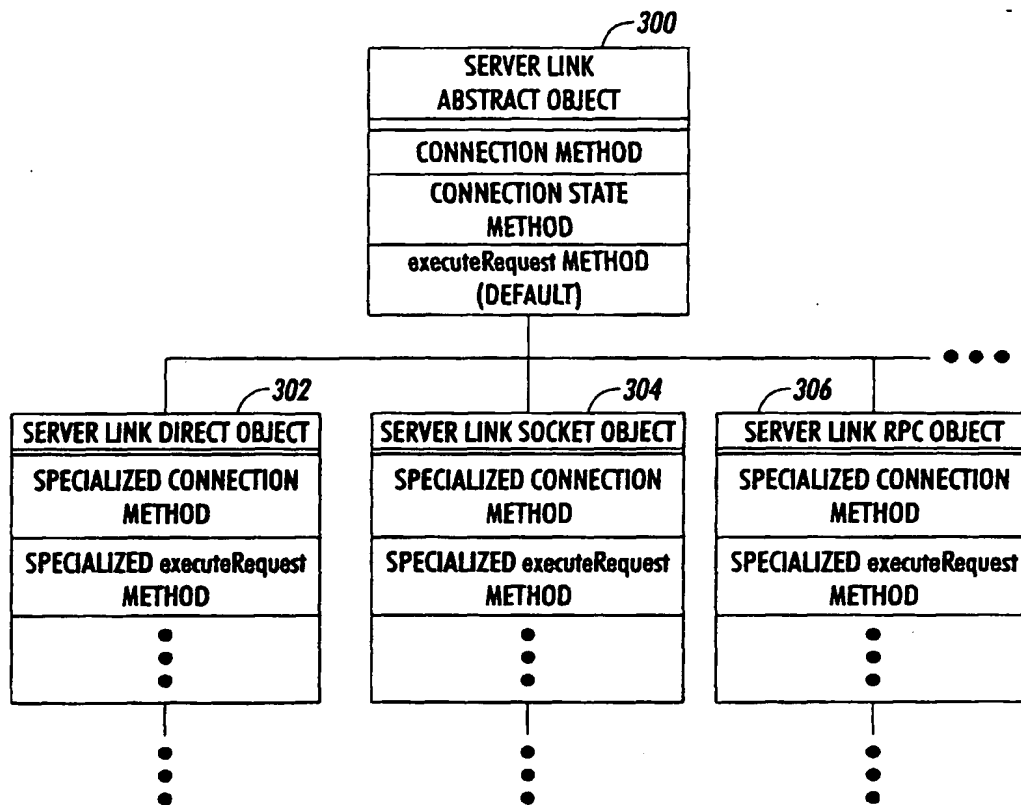 300
SERVER LINK
ABSTRACT OBJECT
CONNECTION METHOD
CONNECTION STATE
METHOD
executeRequest METHOD
(DEFAULT)
302
SERVER LINK DIRECT OBJECT
SPECIALIZED CONNECTION
METHOD
SPECIALIZED executeRequest
METHOD
304
SERVER LINK SOCKET OBJECT
SPECIALIZED CONNECTION
METHOD
SPECIALIZED executeRequest
METHOD
306
SERVER LINK RPC OBJECT
SPECIALIZED CONNECTION
METHOD
SPECIALIZED executeRequest
METHOD